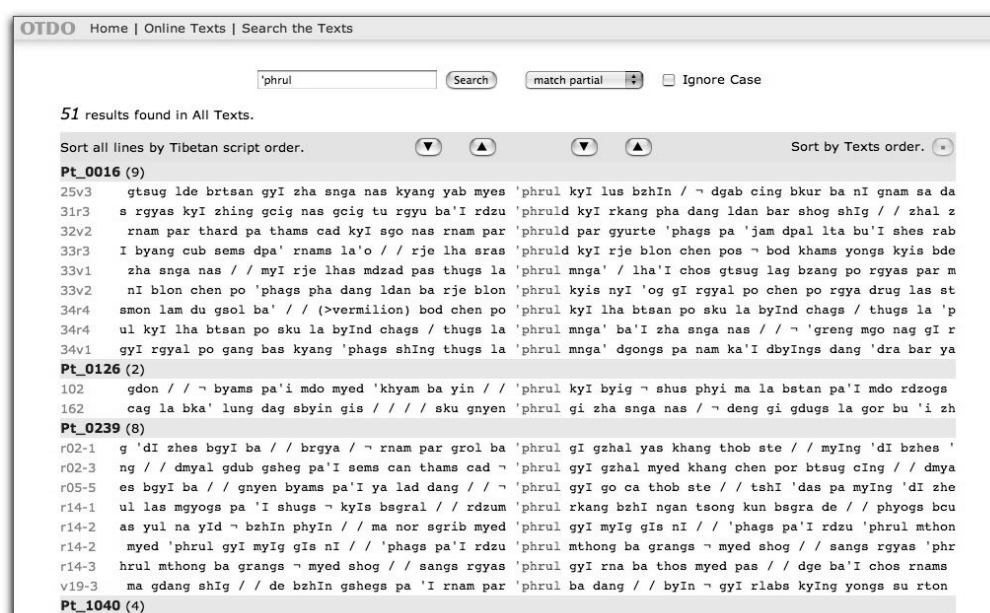 OTDO Home | Online Texts | Search the Texts
'phrul Search match partial Ignore Case
51 results found in All Texts.
Sort all lines by Tibetan script order. ▼ ▲ ▼ ▲ Sort by Texts order.
Pt_0016 (9)
25v3 gtsug lde brtsan gyI zha snga nas kyang yab myes 'phrul kyI lus bzhIn / ¬ dgab cing bkur ba nI gnam sa da
31r3 s rgyas kyI zhing gcig nas gcig tu rgyu ba'I rdzu 'phruld kyI rkang pha dang ldan bar shog shIg / / zhal z
32v2 rnam par thard pa thams cad kyI sgo nas rnam par 'phruld par gyurte 'phags pa 'jam dpal lta bu'I shes rab
33r3 I byang cub sems dpa' rnams la'o / / rje lha sras 'phruld kyI rje blon chen pos ¬ bod khams yongs kyis bde
33v1 zha snga nas / / myI rje lhas mdzad pas thugs la 'phrul mnga' / lha'I chos gtsug lag bzang po rgyas par m
33v2 nI blon chen po 'phags pha dang ldan ba rje blon 'phrul kyis nyI 'og gI rgyal po chen po rgya drug las st
34r4 smon lam du gsol ba' / / (>vermilion) bod chen po 'phrul kyI lha btsan po sku la byInd chags / thugs la 'p
34r4 ul kyI lha btsan po sku la byInd chags / thugs la 'phrul mnga' ba'I zha snga nas / / ¬ 'greng mgo nag gI r
34v1 gyI rgyal po gang bas kyang 'phags shIng thugs la 'phrul mnga' dgongs pa nam ka'I dbyIngs dang 'dra bar ya
Pt_0126 (2)
102 gdon / / ¬ byams pa'i mdo myed 'khyam ba yin / / 'phrul kyI byig ¬ shus phyi ma la bstan pa'I mdo rdzogs
162 cag la bka' lung dag sbyin gis / / / / sku gnyen 'phrul gi zha snga nas / ¬ deng gi gdugs la gor bu 'i zh
Pt_0239 (8)
r02-1 g 'dI zhes bgyI ba / / brgya / ¬ rnam par grol ba 'phrul gI gzhal yas khang thob ste / / myIng 'dI bzhes '
r02-3 ng / / dmyal gdub gsheg pa'I sems can thams cad ¬ 'phrul gyI gzhal myed khang chen por btsug cIng / / dmya
r05-5 es bgyI ba / / gnyen byams pa'I ya lad dang / / ¬ 'phrul gyI go ca thob ste / / tshI 'das pa myIng 'dI zhe
r14-1 ul las mgyogs pa 'I shugs ¬ kyIs bsgral / / rdzum 'phrul rkang bzhI ngan tsong kun bsgra de / / phyogs bcu
r14-2 as yul na yId ¬ bzhIn phyIn / / ma nor sgrib myed 'phrul gyI myIg gIs nI / / 'phags pa'I rdzu 'phrul mthon
r14-2 myed 'phrul gyI myIg gIs nI / / 'phags pa'I rdzu 'phrul mthong ba grangs ¬ myed shog / / sangs rgyas 'phr
r14-3 hrul mthong ba grangs ¬ myed shog / / sangs rgyas 'phrul gyI rna ba thos myed pas / / dge ba'I chos rnams
v19-3 ma gdang shIg / / de bzhIn gshegs pa 'I rnam par 'phrul ba dang / / byIn ¬ gyI rlabs kyIng yongs su rton
Pt_1040 (4)